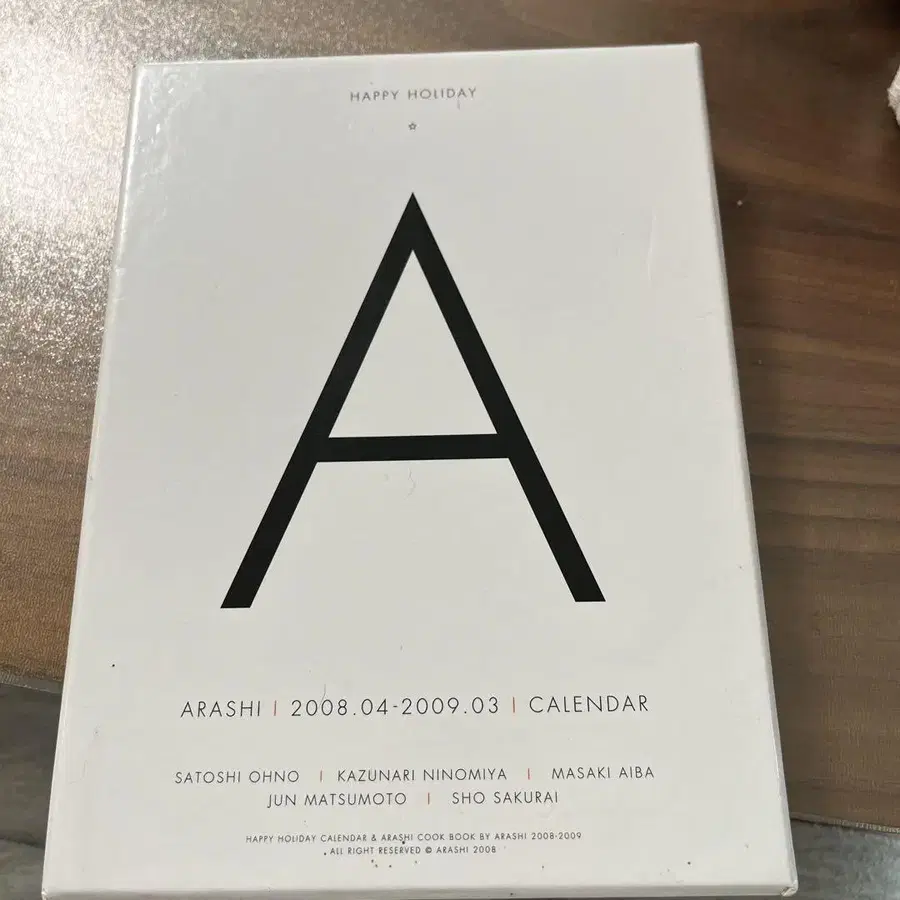 HAPPY HOLIDAY
A
ARASHI | 2008.04-2009.03 | CALENDAR
SATOSHI OHNO | KAZUNARI NINOMIYA | MASAKI AIBA
JUN MATSUMOTO | SHO SAKURAI
HAPPY HOLIDAY CALENDAR & ARASHI COOK BOOK BY ARASHI 2008-2009
ALL RIGHT RESERVED © ARASHI 2008